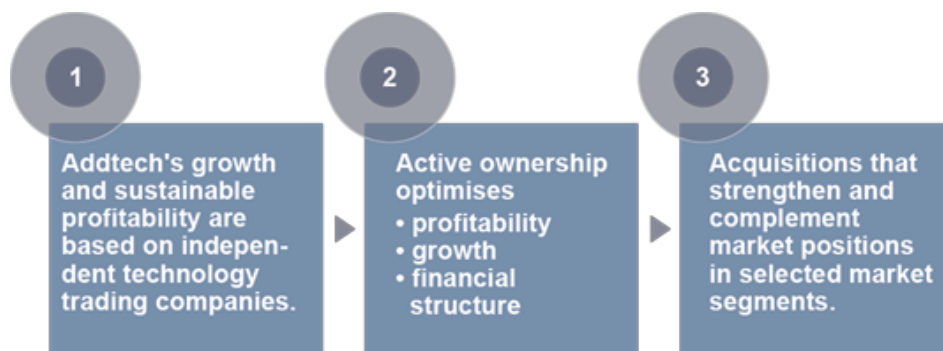 1
Addtech's growth
and sustainable
profitability are
based on indepen-
dent technology
trading companies.
2
Active ownership
optimises
• profitability
• growth
• financial
structure
3
Acquisitions that
strengthen and
complement
market positions
in selected market
segments.